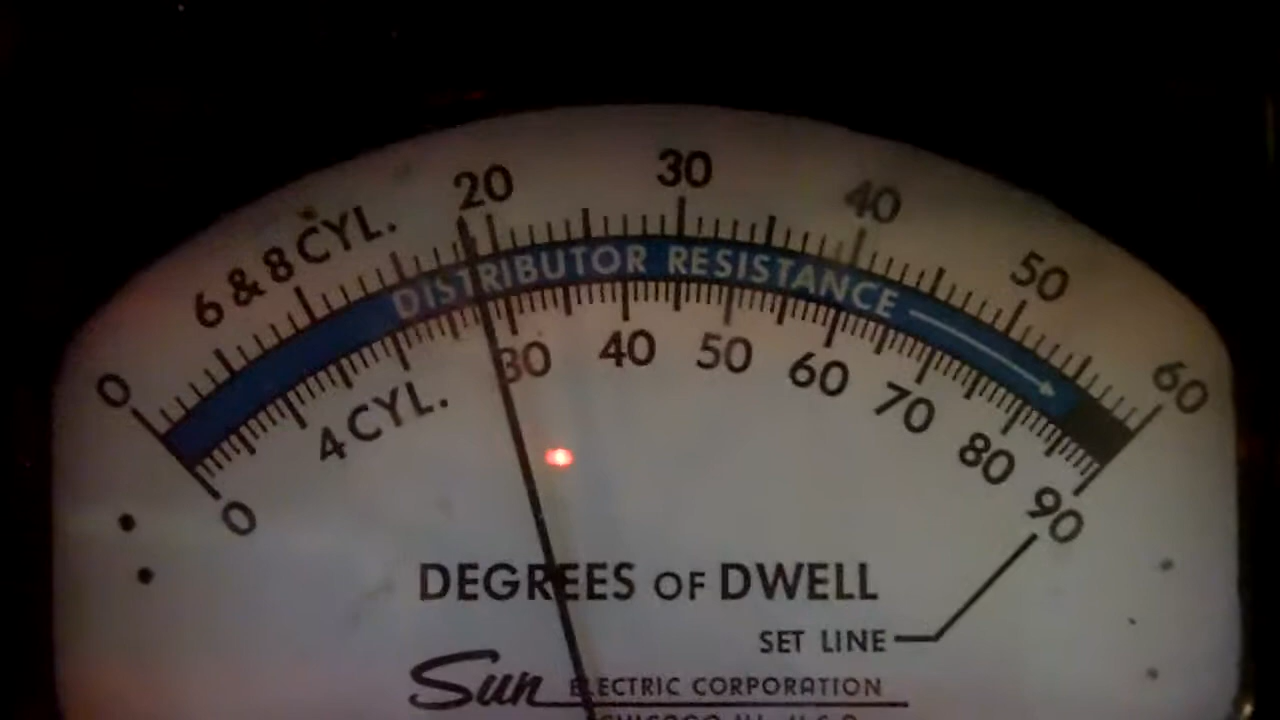 0 6 & 8 CYL. 20 30 40 50 60
DISTRIBUTOR RESISTANCE
0 4 CYL. 30 40 50 60 70 80 90
DEGREES OF DWELL
SET LINE
Sun ELECTRIC CORPORATION